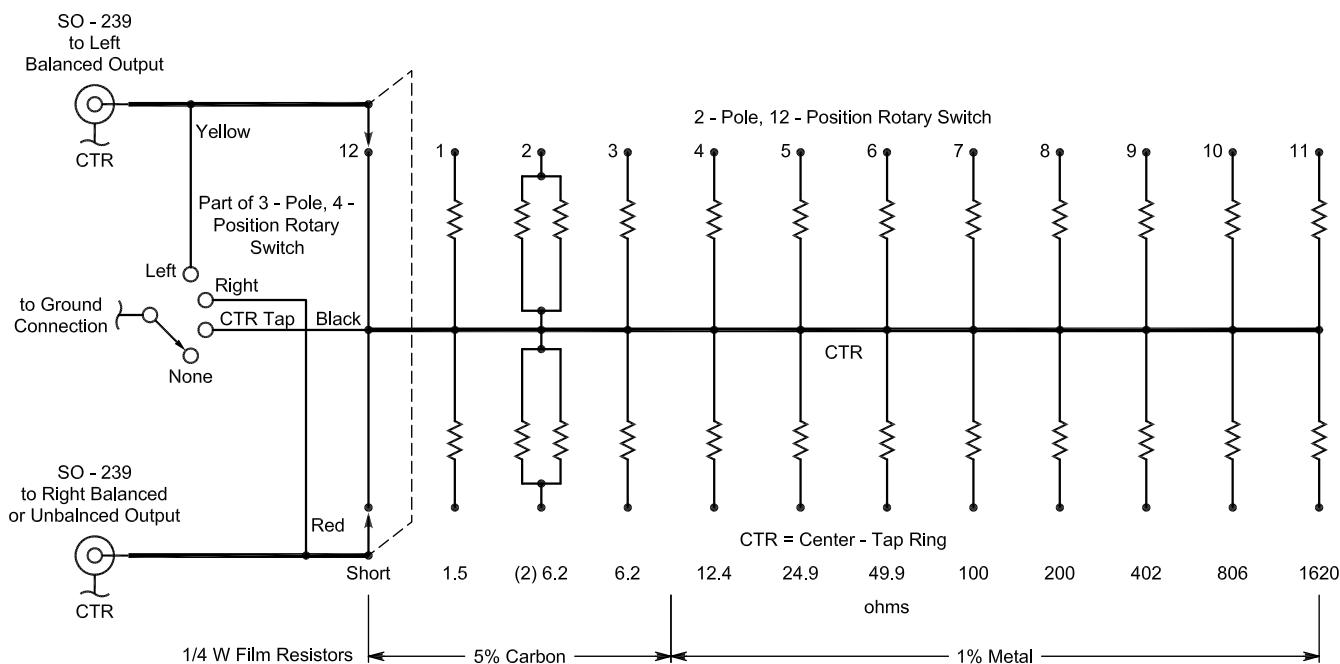 SO - 239
to Left
Balanced Output
CTR
Yellow
2 - Pole, 12 - Position Rotary Switch
12
1
2
3
4
5
6
7
8
9
10
11
Part of 3 - Pole, 4 -
Position Rotary
Switch
Left
Right
to Ground
Connection
CTR Tap
Black
None
CTR
SO - 239
to Right Balanced
or Unbalnced Output
Red
CTR
CTR = Center - Tap Ring
Short
1.5
(2) 6.2
6.2
12.4
24.9
49.9
100
200
402
806
1620
ohms
1/4 W Film Resistors
5% Carbon
1% Metal